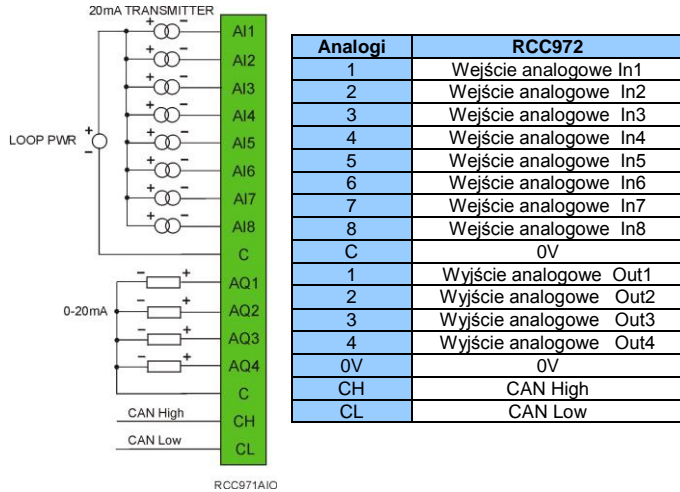 20mA TRANSMITTER
+ - AI1
+ - AI2
+ - AI3
+ - AI4
LOOP PWR + - + - AI5
+ - AI6
+ - AI7
+ - AI8
C
- + AQ1
0-20mA - + AQ2
- + AQ3
- + AQ4
C
CAN High CH
CAN Low CL
RCC971AIO
Analogi RCC972
1 Wejście analogowe In1
2 Wejście analogowe In2
3 Wejście analogowe In3
4 Wejście analogowe In4
5 Wejście analogowe In5
6 Wejście analogowe In6
7 Wejście analogowe In7
8 Wejście analogowe In8
C 0V
1 Wyjście analogowe Out1
2 Wyjście analogowe Out2
3 Wyjście analogowe Out3
4 Wyjście analogowe Out4
0V 0V
CH CAN High
CL CAN Low